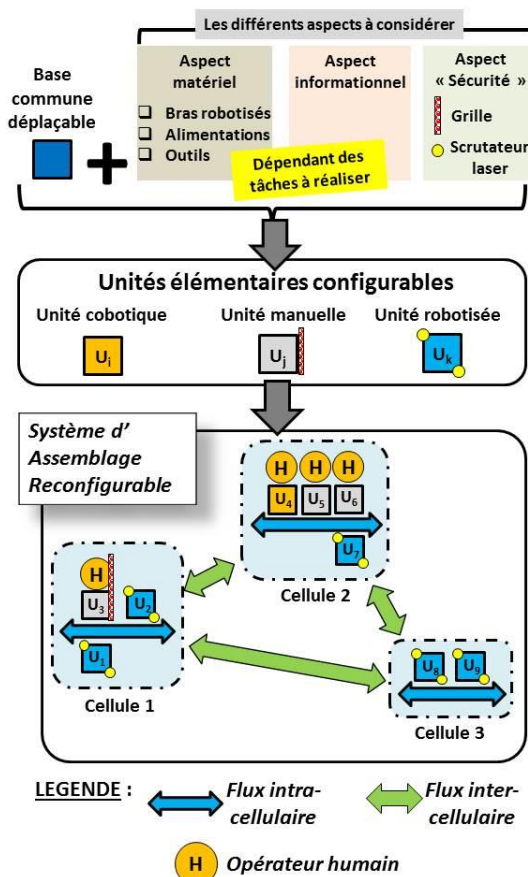 Les différents aspects à considérer
Base
commune
déplaçable
Aspect
matériel
❑ Bras robotisés
❑ Alimentations
❑ Outils
Aspect
informationnel
Aspect
« Sécurité »
Grille
Scrutateur
laser
Dépendant des
tâches à réaliser
Unités élémentaires configurables
Unité cobotique
Unité manuelle
Unité robotisée
Ui
Uj
Uk
Système d'
Assemblage
Reconfigurable
H H H
U4 U5 U6
U7
Cellule 2
H
U3 U2
U1
Cellule 1
U8 U9
Cellule 3
LEGENDE :
Flux intra-
cellulaire
Flux inter-
cellulaire
H Opérateur humain